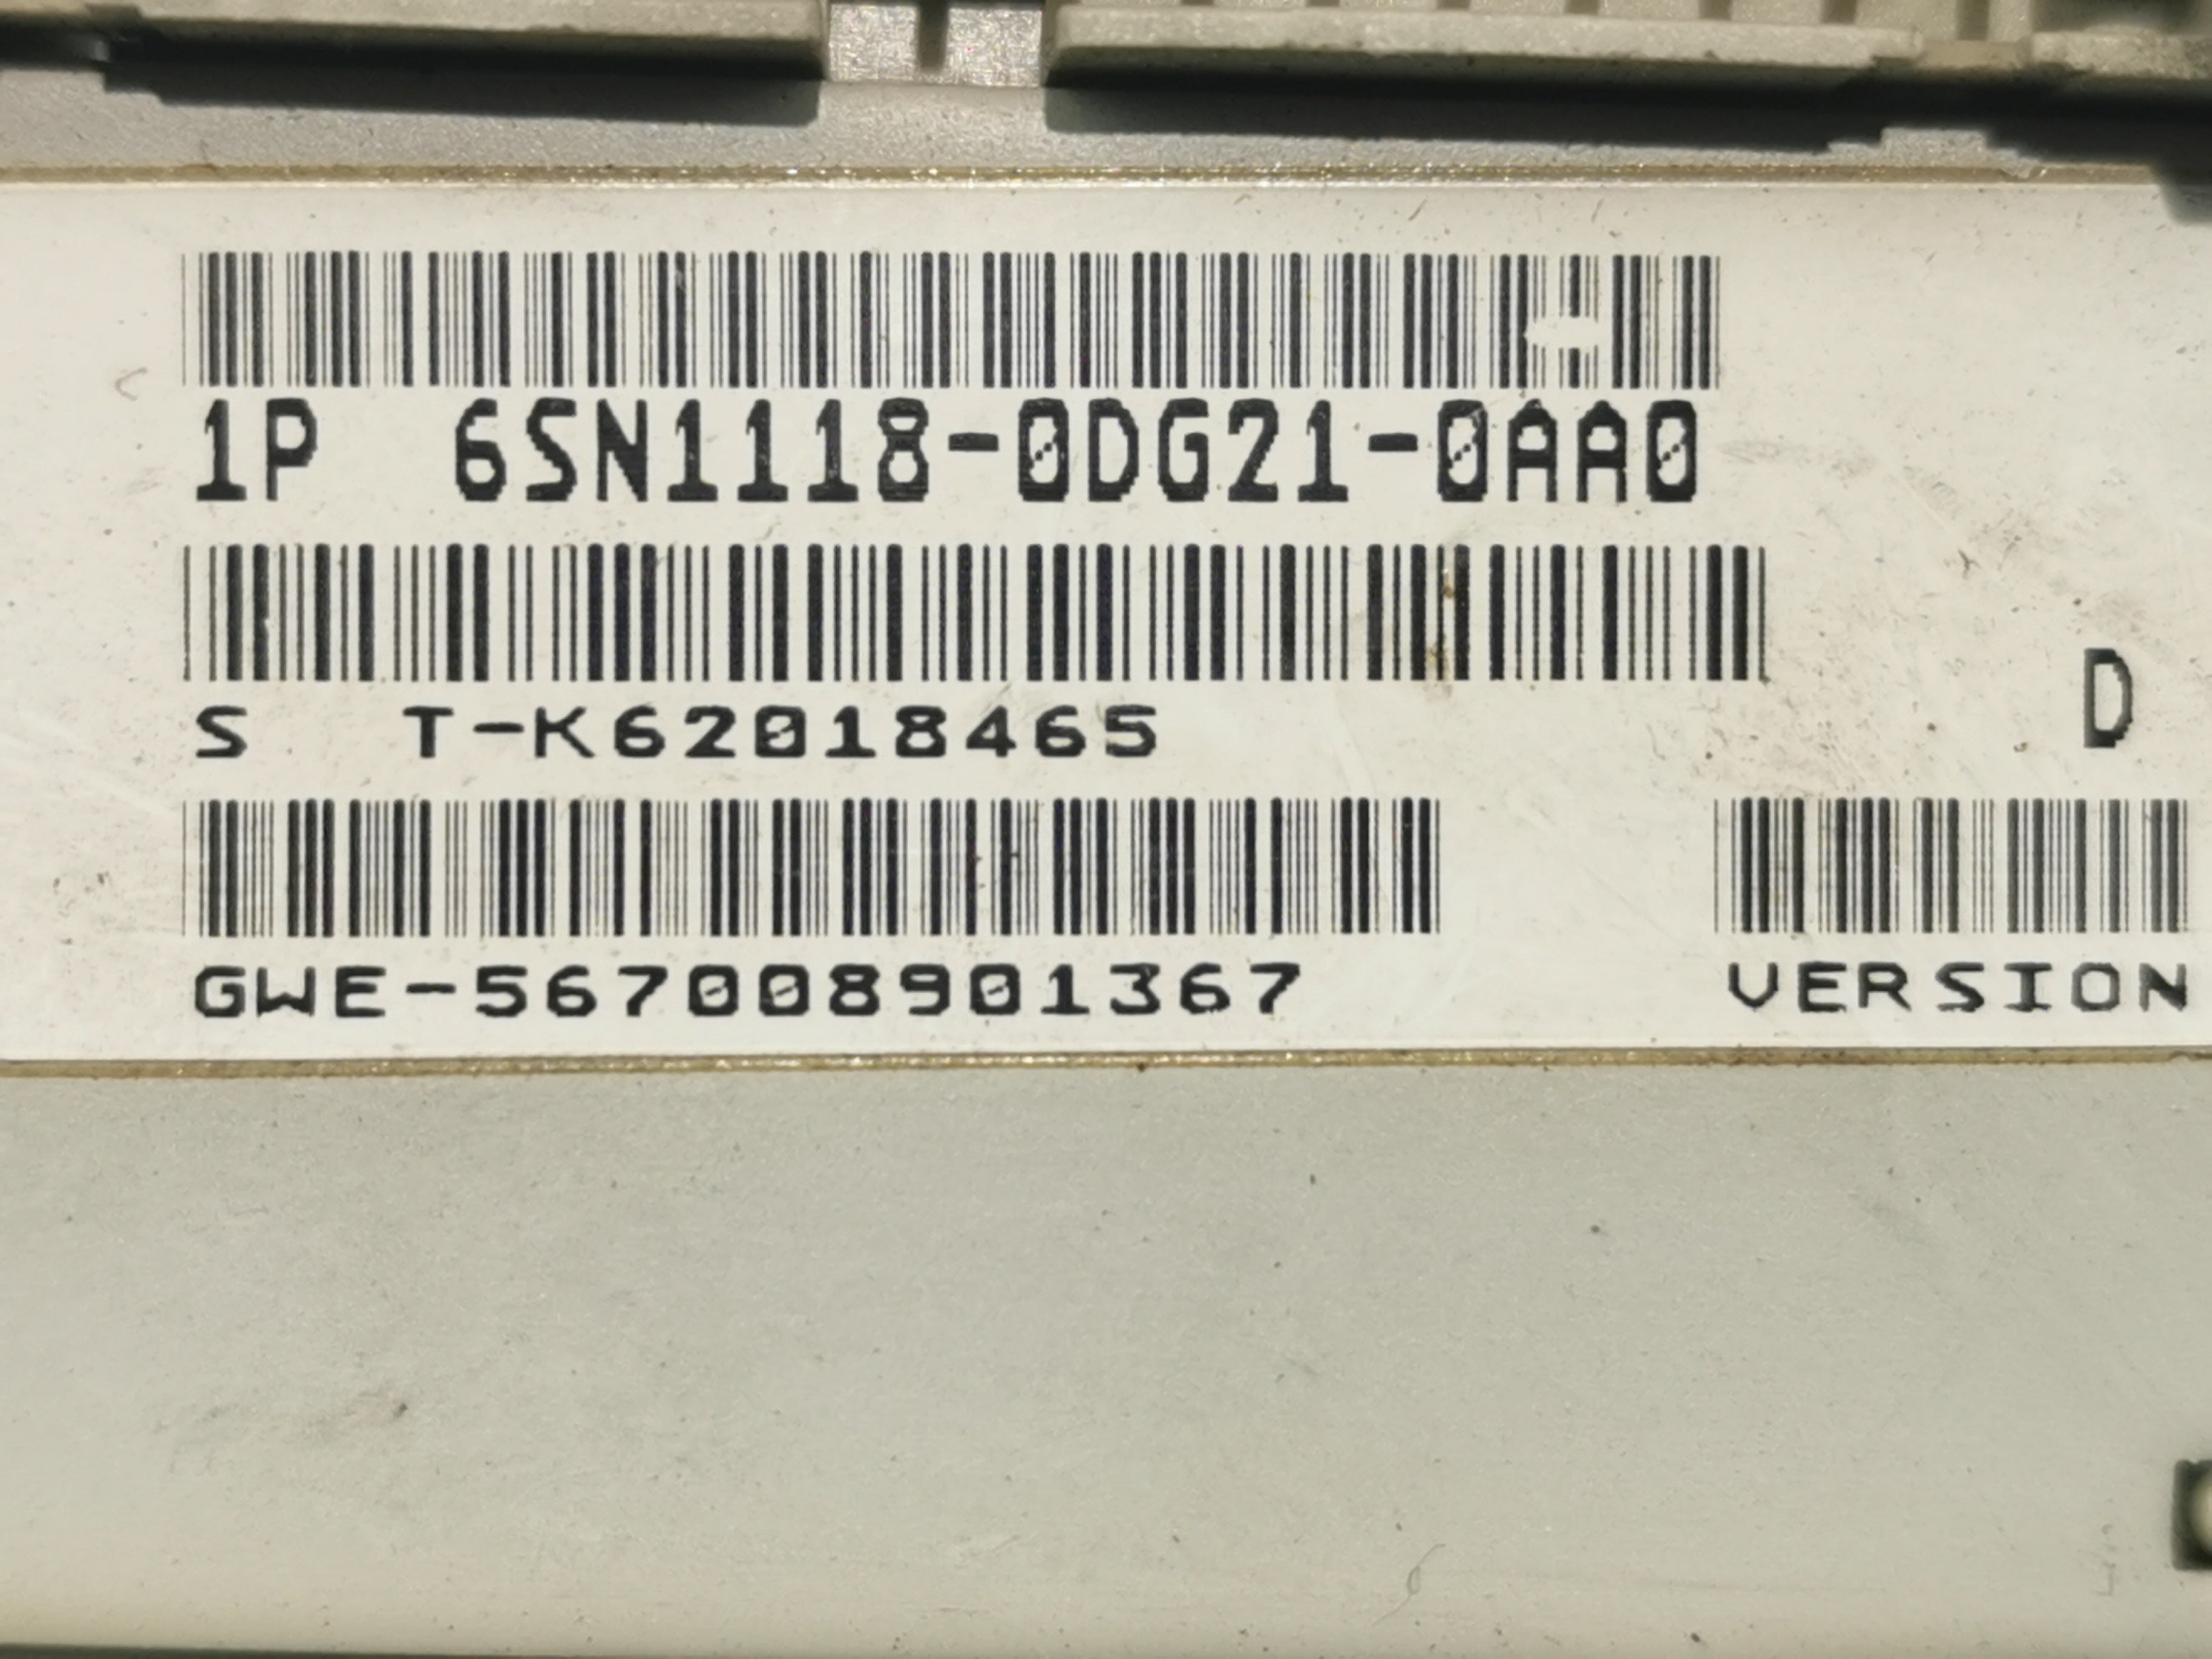 1P 6SN1118-0DG21-0AA0
S T-K62018465
D
GWE-567008901367
VERSION